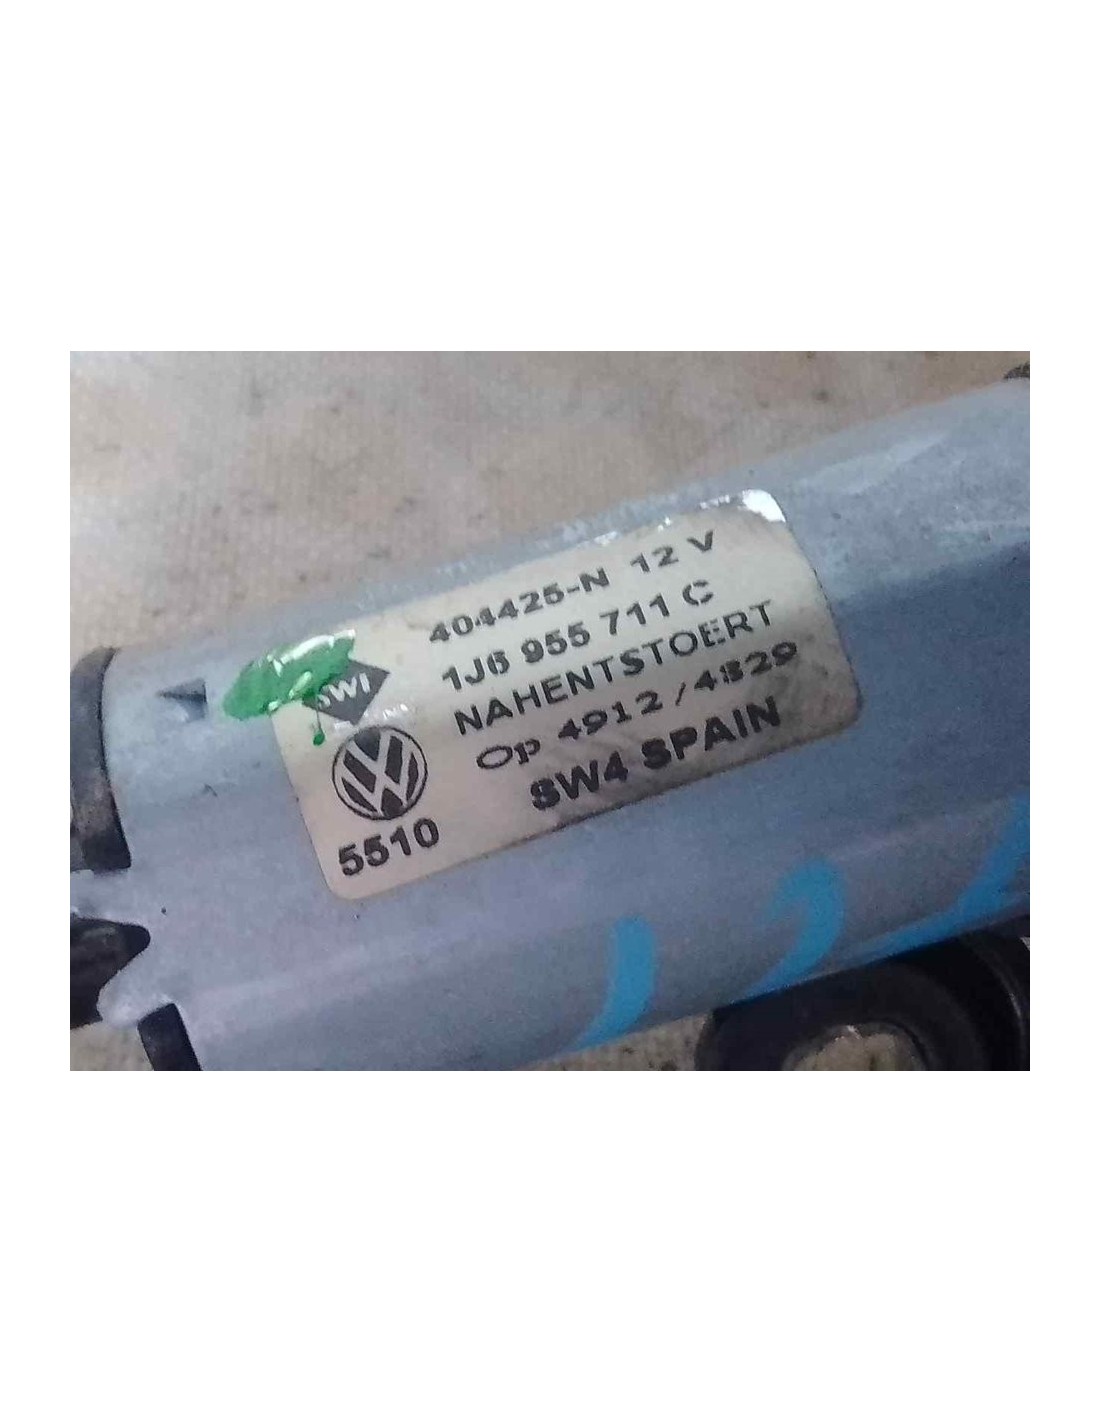 404425-N 12 V
1J6 955 711 C
NAHENTSTOERT
Op 4912/4829
SW4 SPAIN
SWI
5510